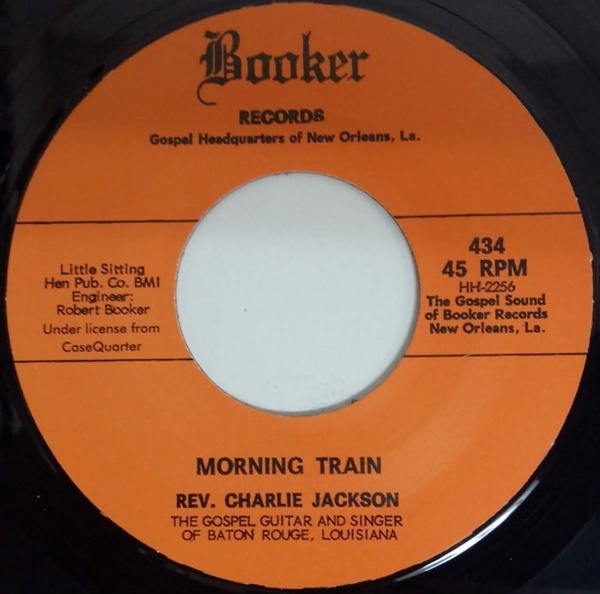 Booker
RECORDS
Gospel Headquarters of New Orleans, La.
Little Sitting
Hen Pub. Co. BMI
Engineer:
Robert Booker
Under license from
CaseQuarter
434
45 RPM
HH-2256
The Gospel Sound
of Booker Records
New Orleans, La.
MORNING TRAIN
REV. CHARLIE JACKSON
THE GOSPEL GUITAR AND SINGER
OF BATON ROUGE, LOUISIANA